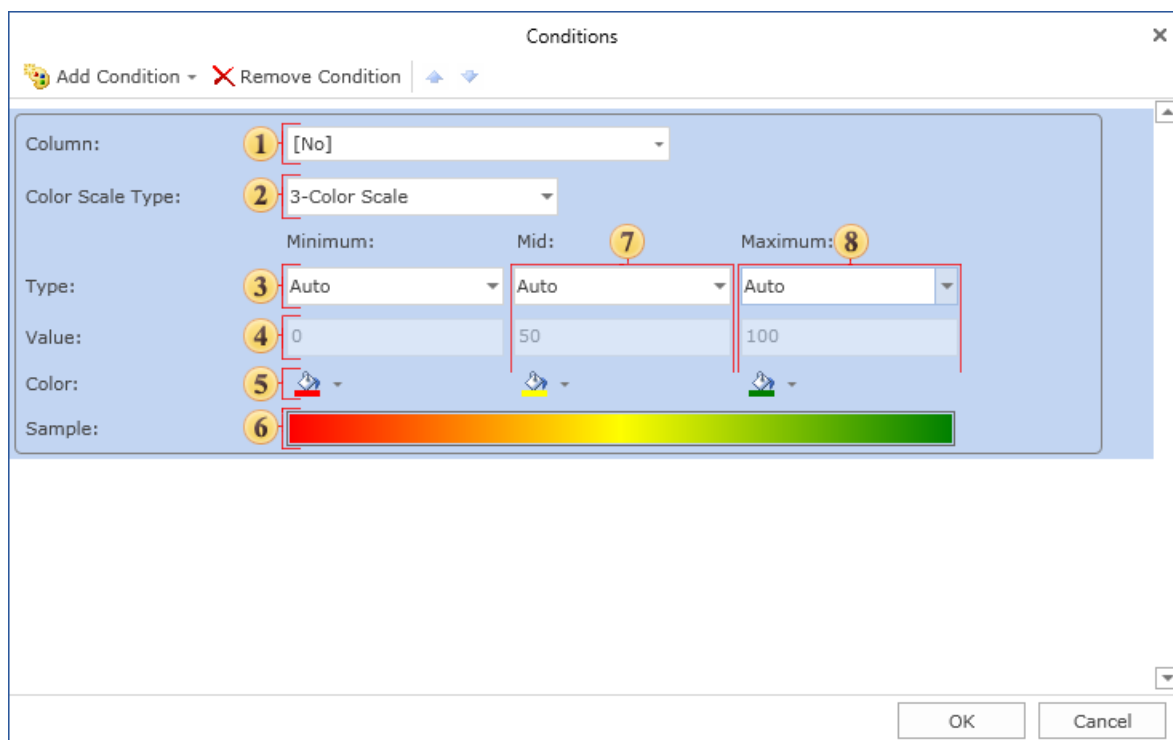 Conditions
Add Condition Remove Condition
Column: 1 [No]
Color Scale Type: 2 3-Color Scale
Minimum: Mid: 7 Maximum: 8
Type: 3 Auto Auto Auto
Value: 4 0 50 100
Color: 5
Sample: 6
OK Cancel